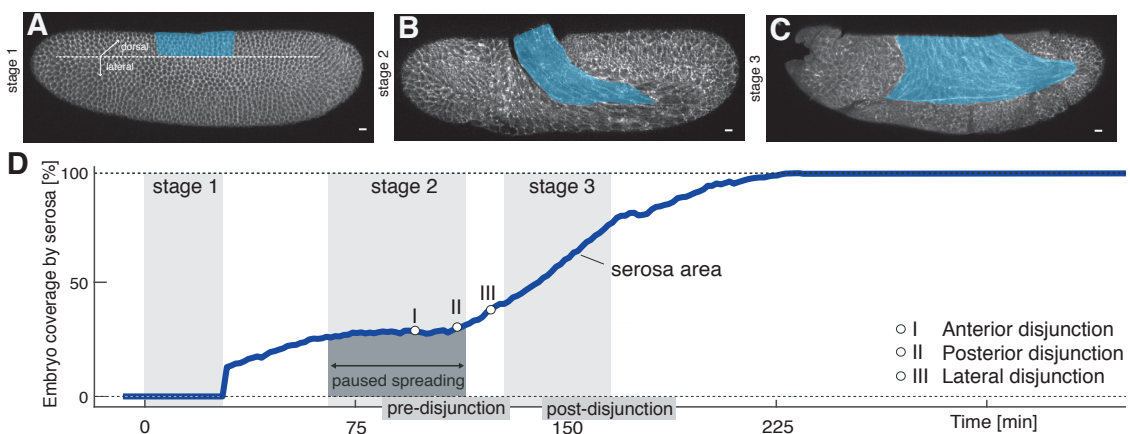 A
stage 1
dorsal
lateral
B
stage 2
C
stage 3
D
Embryo coverage by serosa [%]
100
50
0
stage 1
stage 2
stage 3
I
II
III
serosa area
paused spreading
pre-disjunction
post-disjunction
I Anterior disjunction
II Posterior disjunction
III Lateral disjunction
0
75
150
225
Time [min]